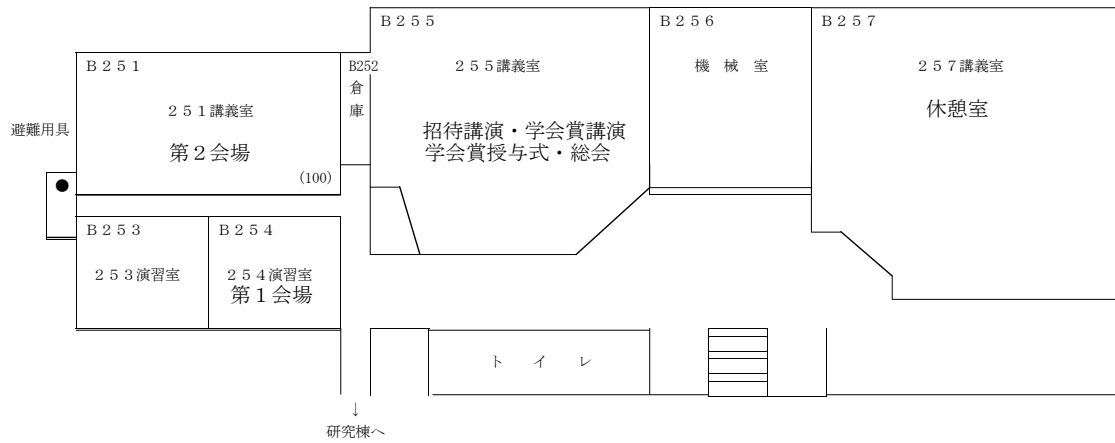 Ｂ２５５
Ｂ２５６
Ｂ２５７
Ｂ２５１
B252
倉
庫
２５５講義室
機　械　室
２５７講義室
２５１講義室
休憩室
避難用具
招待講演・学会賞講演
学会賞授与式・総会
第２会場
(100)
Ｂ２５３
Ｂ２５４
２５３演習室
２５４演習室
第１会場
ト　イ　レ
↓
研究棟へ